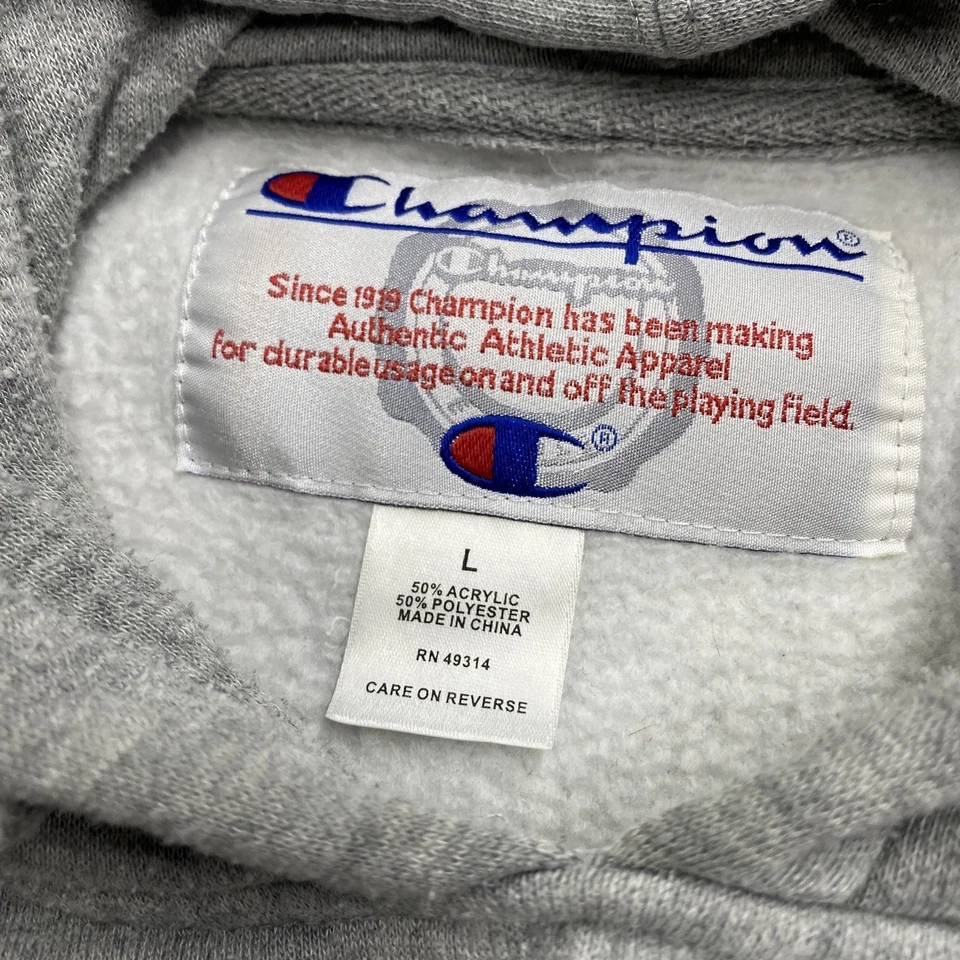 Champion®
Champion
Since 1919 Champion has been making
Authentic Athletic Apparel
for durable usage on and off the playing field.
®
L
50% ACRYLIC
50% POLYESTER
MADE IN CHINA
RN 49314
CARE ON REVERSE